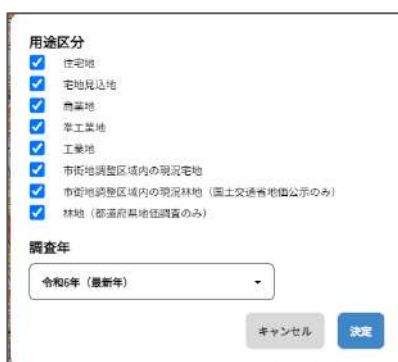 用途区分
住宅地
宅地見込地
商業地
準工業地
工業地
市街地調整区域内の現況宅地
市街地調整区域内の現況林地（国土交通省地価公示のみ）
林地（都道府県地価調査のみ）
調査年
令和6年（最新年）
キャンセル
決定